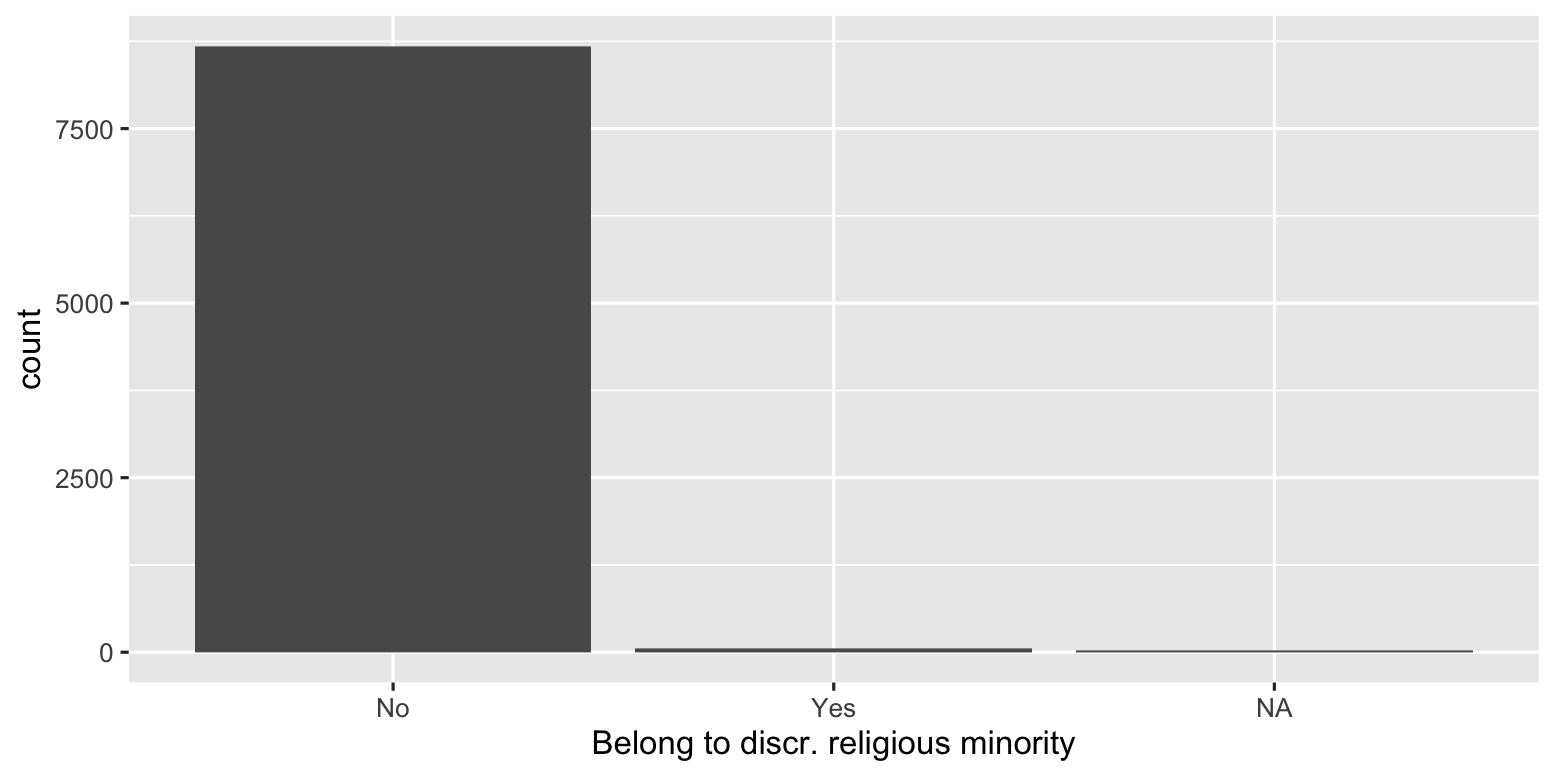 7500
5000
2500
0
count
No
Yes
NA
Belong to discr. religious minority